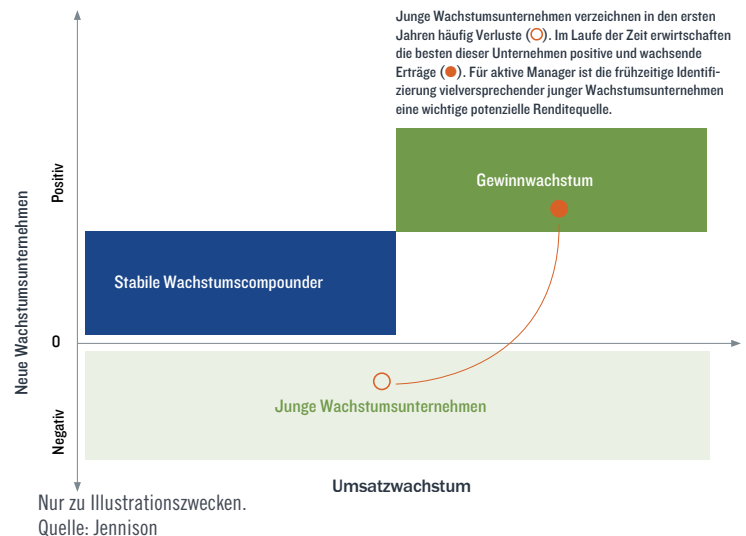 Junge Wachstumsunternehmen verzeichnen in den ersten
Jahren häufig Verluste (○). Im Laufe der Zeit erwirtschaften
die besten dieser Unternehmen positive und wachsende
Erträge (●). Für aktive Manager ist die frühzeitige Identifi-
zierung vielversprechender junger Wachstumsunternehmen
eine wichtige potenzielle Renditequelle.
Neue Wachstumsunternehmen
Positiv
Gewinnwachstum
Stabile Wachstumscompounder
0
Negativ
Junge Wachstumsunternehmen
Umsatzwachstum
Nur zu Illustrationszwecken.
Quelle: Jennison